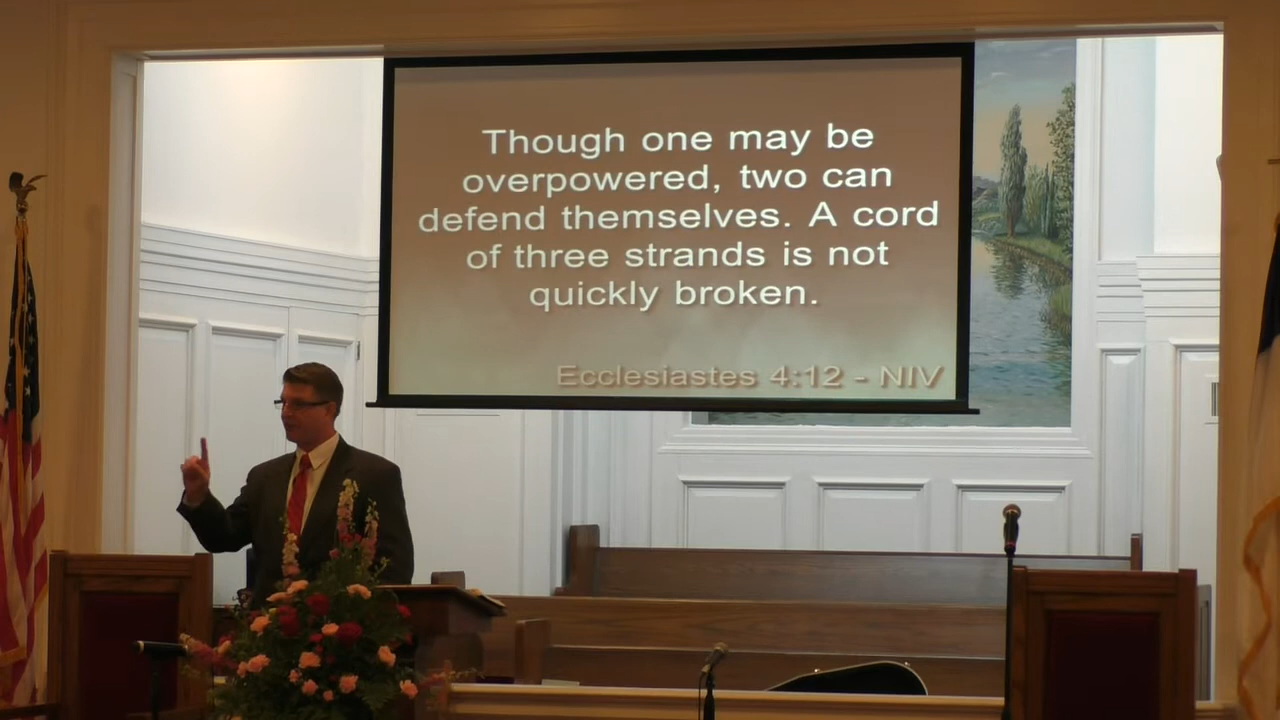 Though one may be
overpowered, two can
defend themselves. A cord
of three strands is not
quickly broken.
Ecclesiastes 4:12 - NIV